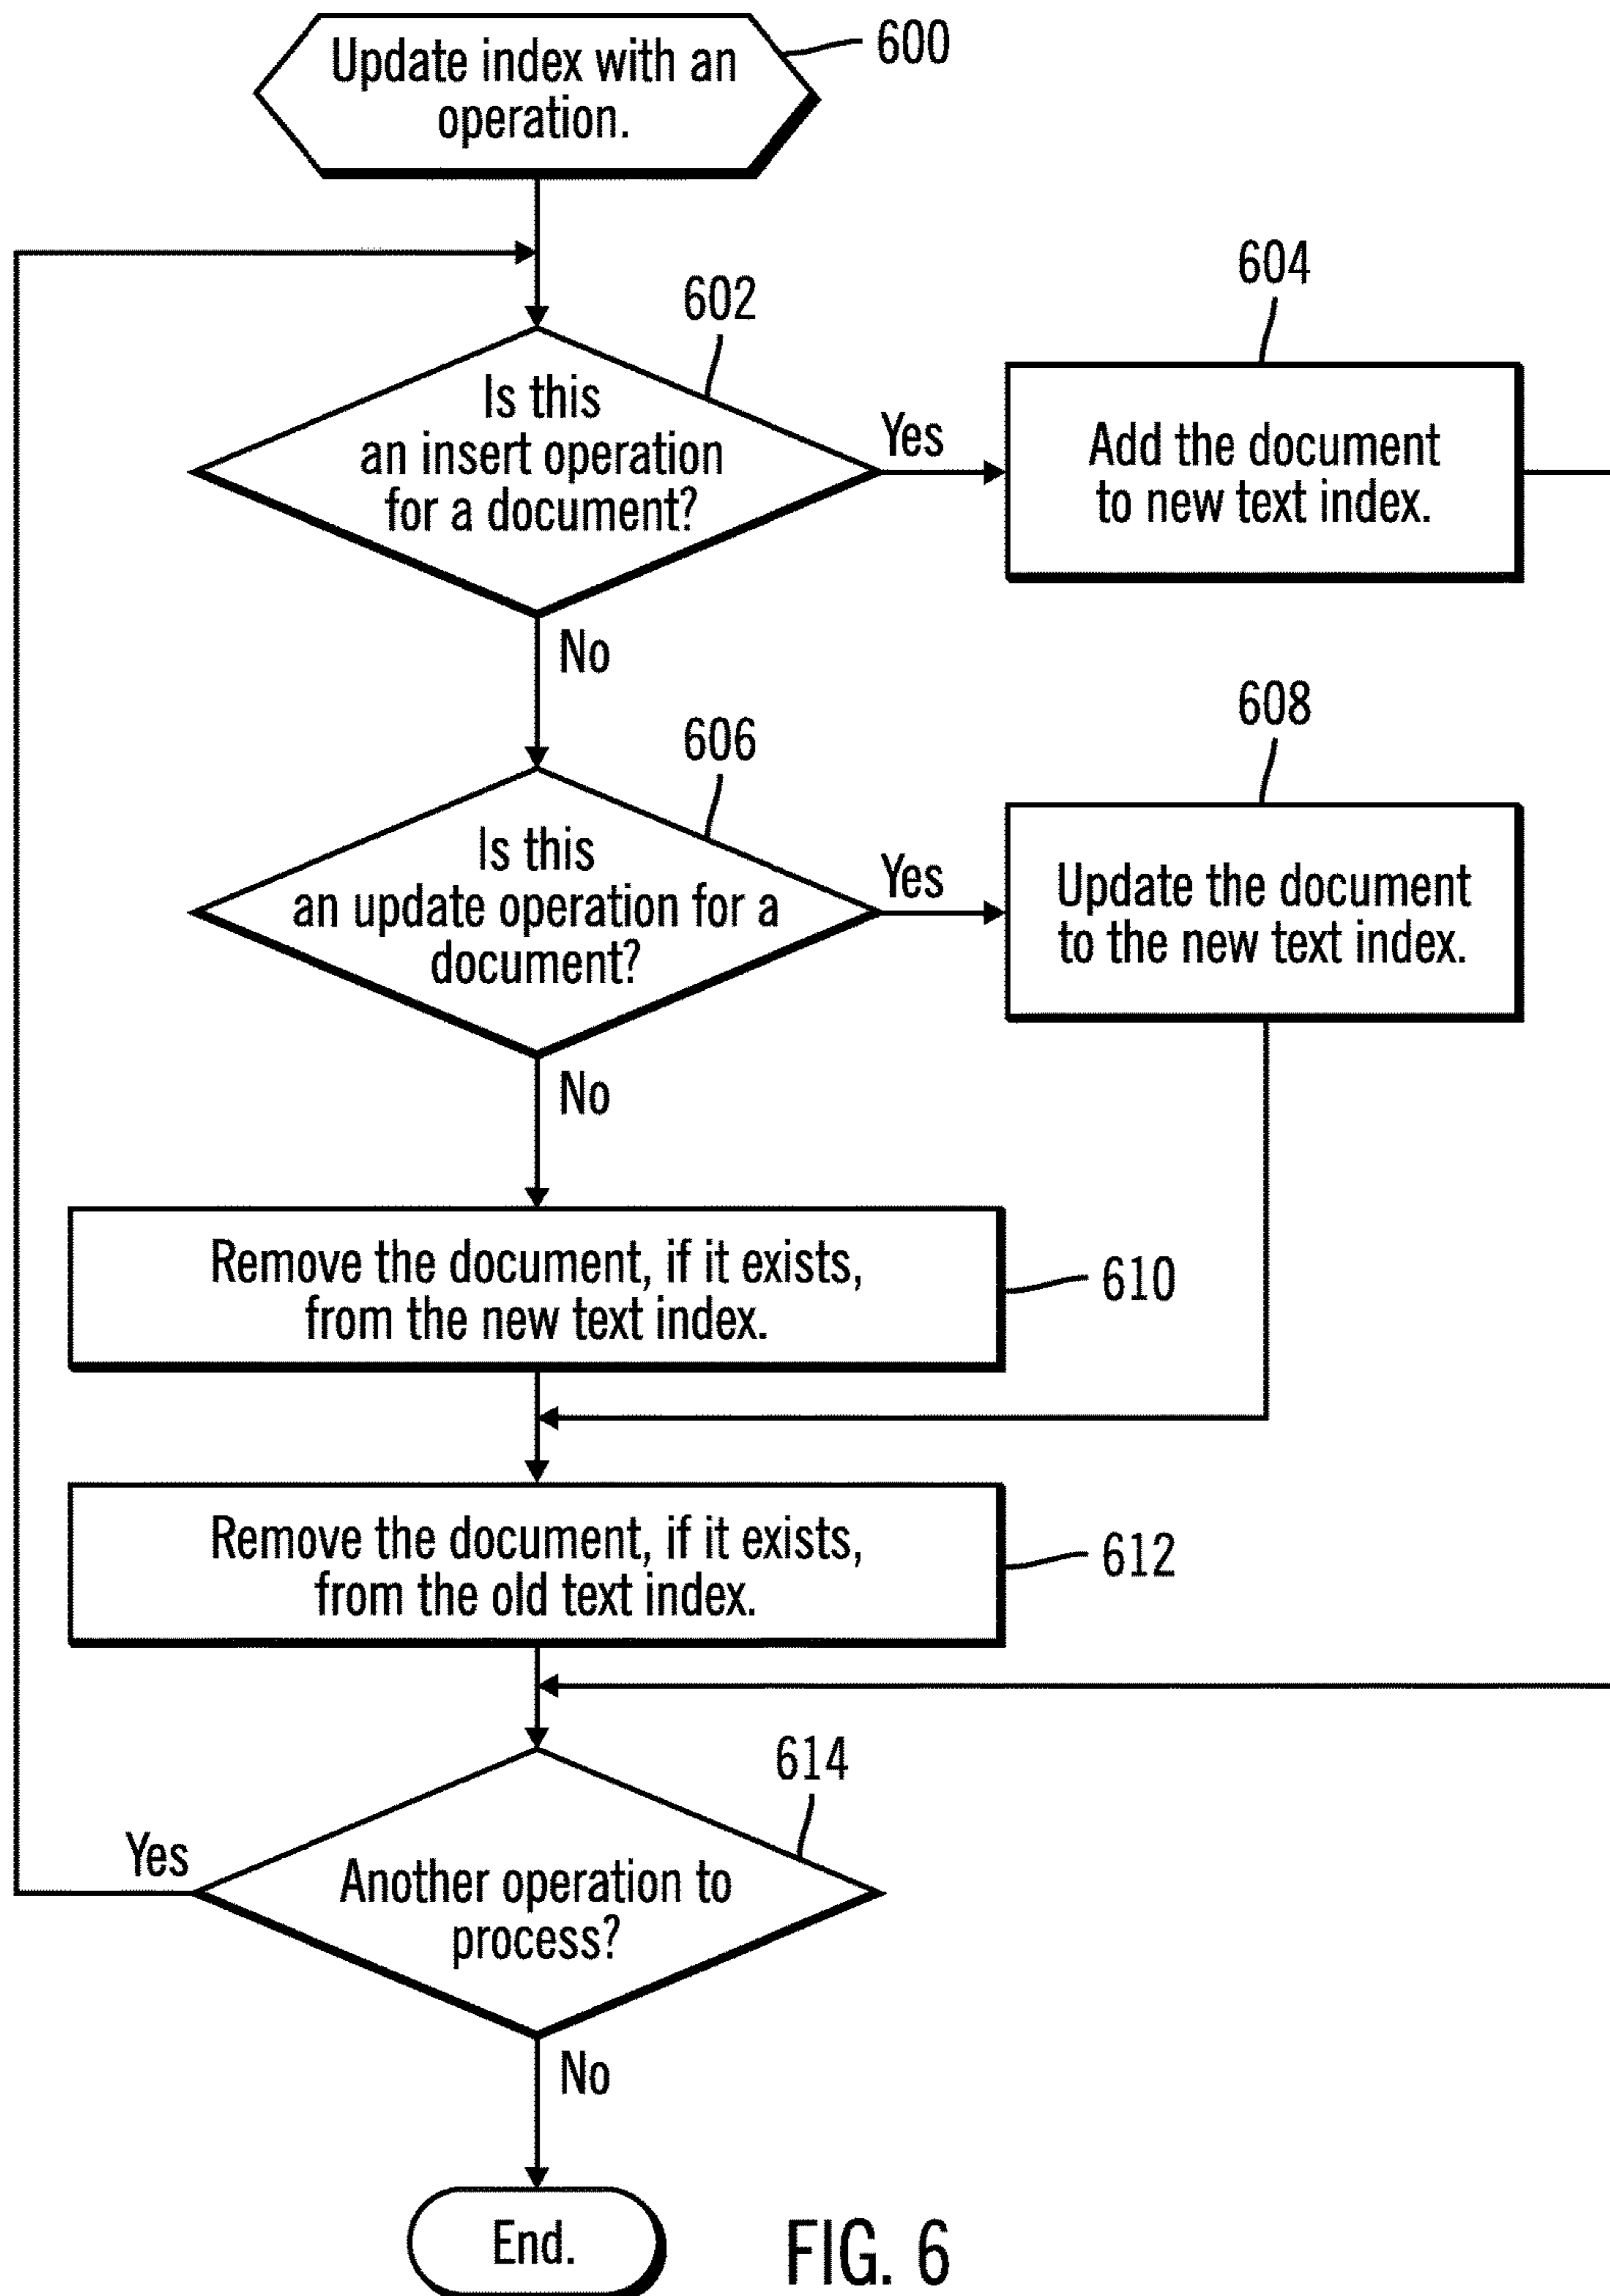 Update index with an
operation.
600
602
Is this
an insert operation
for a document?
Yes
604
Add the document
to new text index.
No
606
Is this
an update operation for a
document?
Yes
608
Update the document
to the new text index.
No
Remove the document, if it exists,
from the new text index.
610
Remove the document, if it exists,
from the old text index.
612
614
Another operation to
process?
Yes
No
End.
FIG. 6